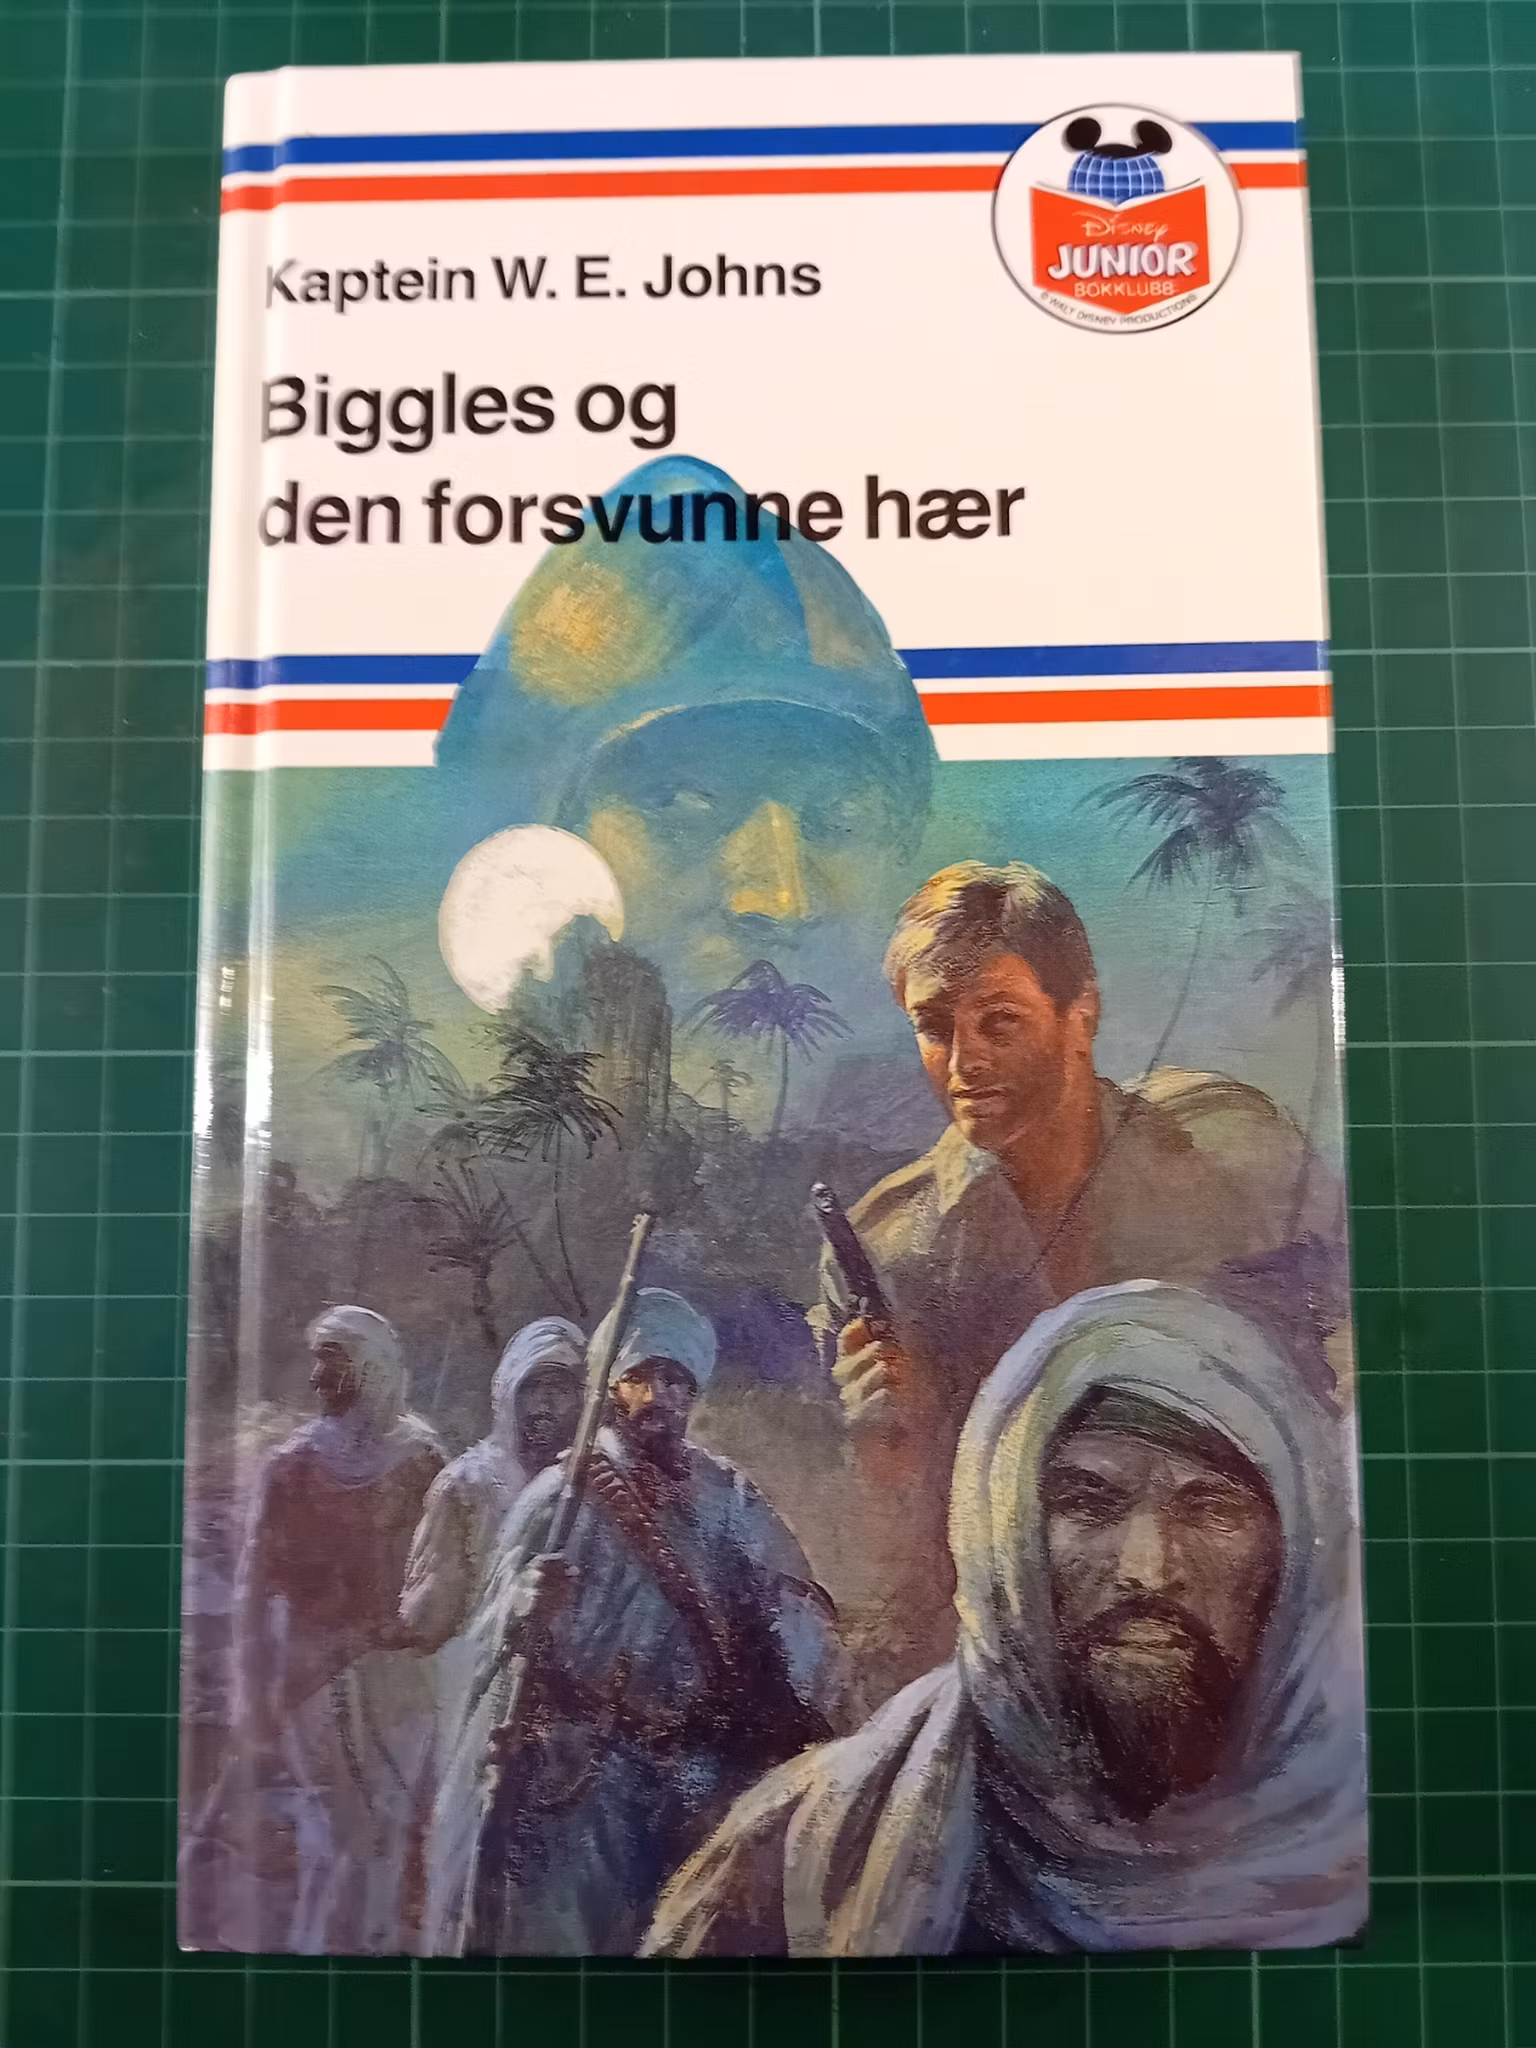 Kaptein W. E. Johns
Biggles og
den forsvunne hær
Disney
JUNIOR
BOKKLUBB
© WALT DISNEY PRODUCTIONS